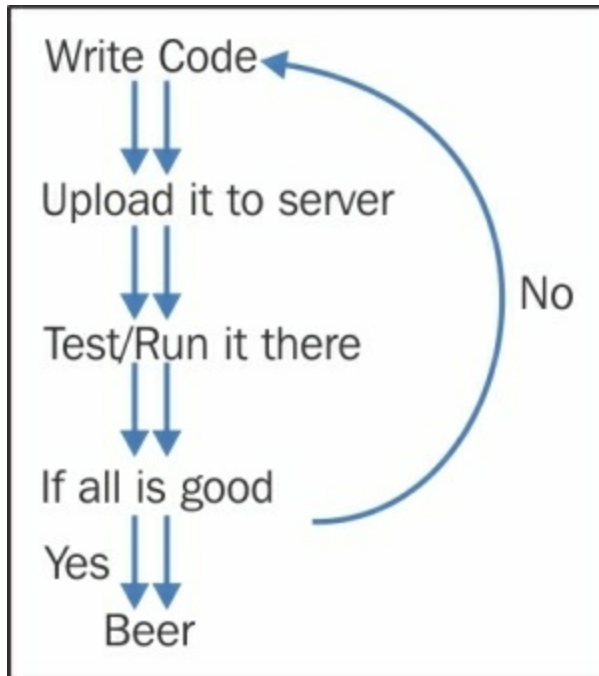 Write Code
Upload it to server
No
Test/Run it there
If all is good
Yes
Beer